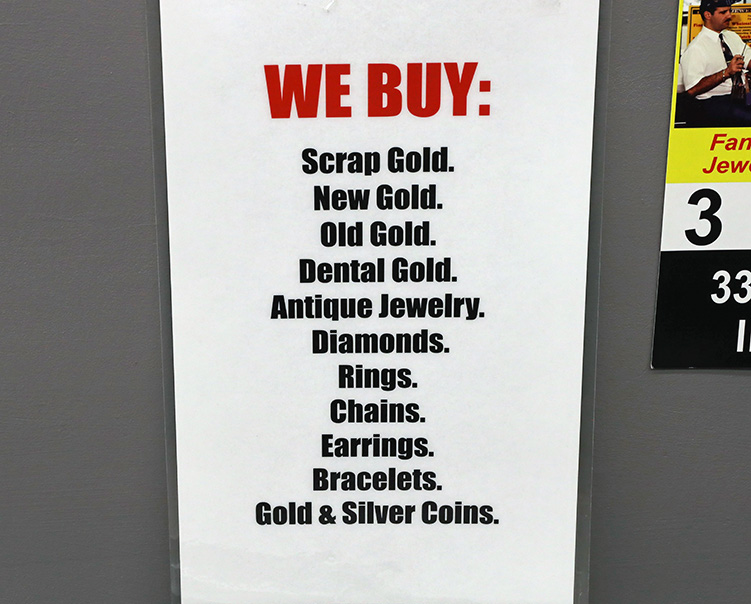 WE BUY:
Scrap Gold.
New Gold.
Old Gold.
Dental Gold.
Antique Jewelry.
Diamonds.
Rings.
Chains.
Earrings.
Bracelets.
Gold & Silver Coins.
3
33